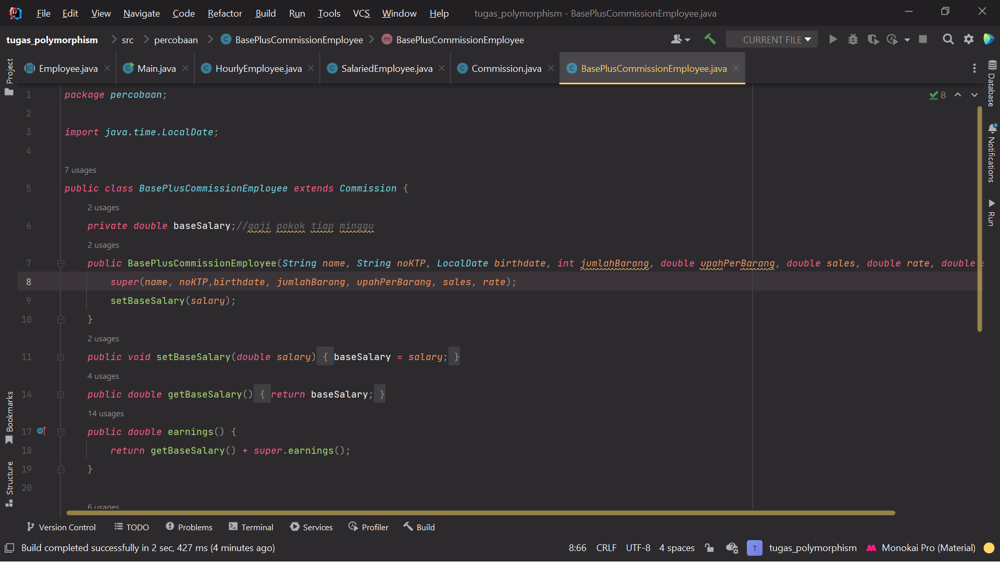 File Edit View Navigate Code Refactor Build Run Tools VCS Window Help tugas_polymorphism - BasePlusCommissionEmployee.java
tugas_polymorphism src percobaan BasePlusCommissionEmployee m BasePlusCommissionEmployee CURRENT FILE
Project
Employee.java Main.java HourlyEmployee.java SalariedEmployee.java Commission.java BasePlusCommissionEmployee.java
Database
Notifications
Run
8
1 package percobaan;
2
3 import java.time.LocalDate;
4
7 usages
5 public class BasePlusCommissionEmployee extends Commission {
2 usages
6 private double baseSalary;//gaji pokok tiap minggu
2 usages
7 public BasePlusCommissionEmployee(String name, String noKTP, LocalDate birthdate, int jumlahBarang, double upahPerBarang, double sales, double rate, double
8 super(name, noKTP,birthdate, jumlahBarang, upahPerBarang, sales, rate);
9 setBaseSalary(salary);
10 }
2 usages
11 public void setBaseSalary(double salary) { baseSalary = salary; }
4 usages
14 public double getBaseSalary() { return baseSalary; }
14 usages
17 public double earnings() {
18 return getBaseSalary() + super.earnings();
19 }
20
6 usages
Bookmarks
Structure
Version Control TODO Problems Terminal Services Profiler Build
Build completed successfully in 2 sec, 427 ms (4 minutes ago) 8:66 CRLF UTF-8 4 spaces T tugas_polymorphism Monokai Pro (Material)